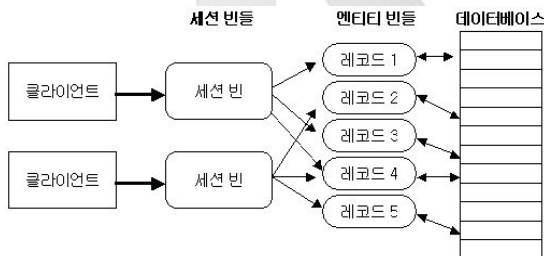 세션 빈들 엔티티 빈들 데이터베이스
레코드 1
클라이언트 세션 빈 레코드 2
레코드 3
클라이언트 세션 빈 레코드 4
레코드 5